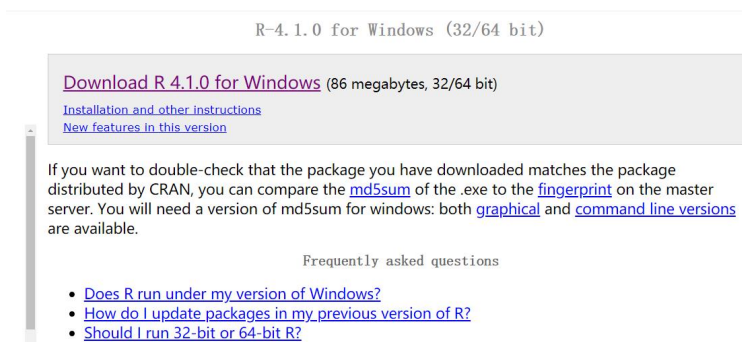 R-4.1.0 for Windows (32/64 bit)
Download R 4.1.0 for Windows (86 megabytes, 32/64 bit)
Installation and other instructions
New features in this version
If you want to double-check that the package you have downloaded matches the package
distributed by CRAN, you can compare the md5sum of the .exe to the fingerprint on the master
server. You will need a version of md5sum for windows: both graphical and command line versions
are available.
Frequently asked questions
• Does R run under my version of Windows?
• How do I update packages in my previous version of R?
• Should I run 32-bit or 64-bit R?